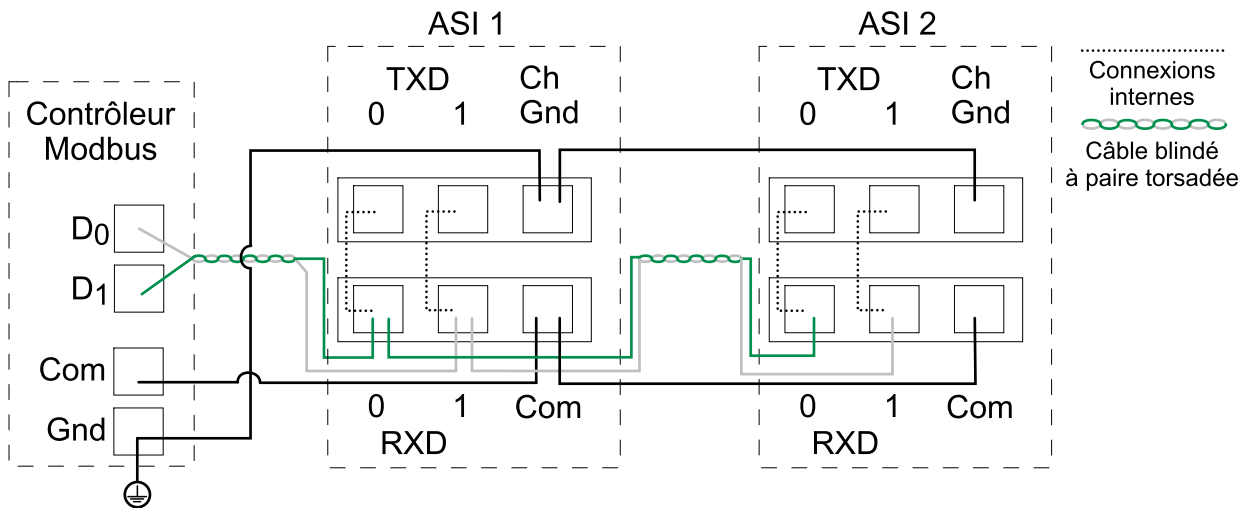 ASI 1
ASI 2
TXD
Ch
0 1 Gnd
TXD
Ch
0 1 Gnd
Connexions
internes
Câble blindé
à paire torsadée
Contrôleur
Modbus
D0
D1
Com
Gnd
0 1 Com
RXD
0 1 Com
RXD